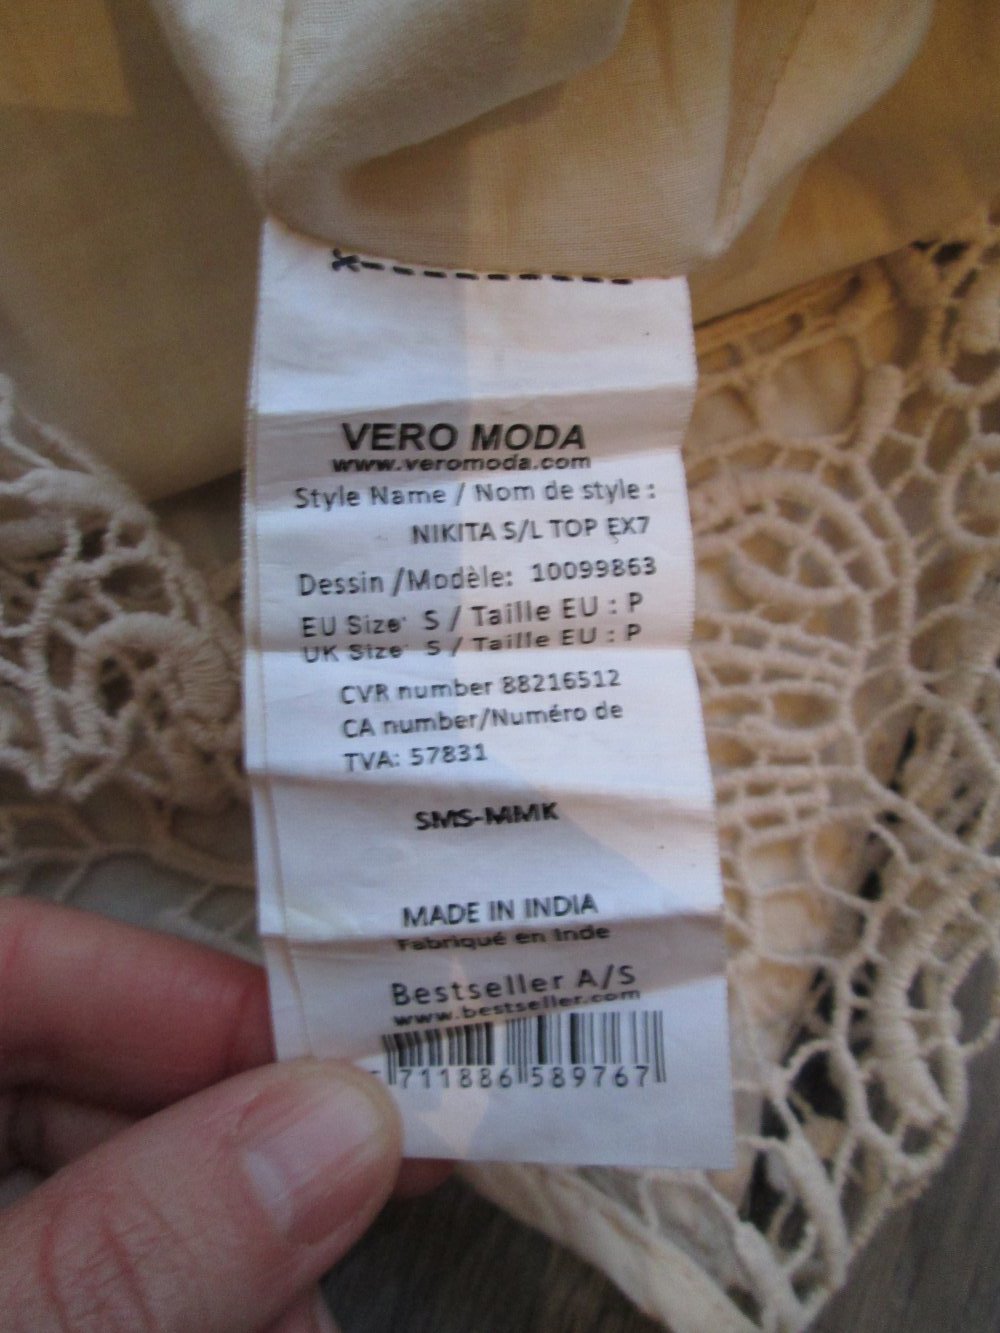 VERO MODA
www.veromoda.com
Style Name / Nom de style :
NIKITA S/L TOP EX7
Dessin /Modèle: 10099863
EU Size: S / Taille EU : P
UK Size: S / Taille EU : P
CVR number 88216512
CA number/Numéro de
TVA: 57831
SMS-MMK
MADE IN INDIA
Fabriqué en Inde
Bestseller A/S
www.bestseller.com
711886 589767